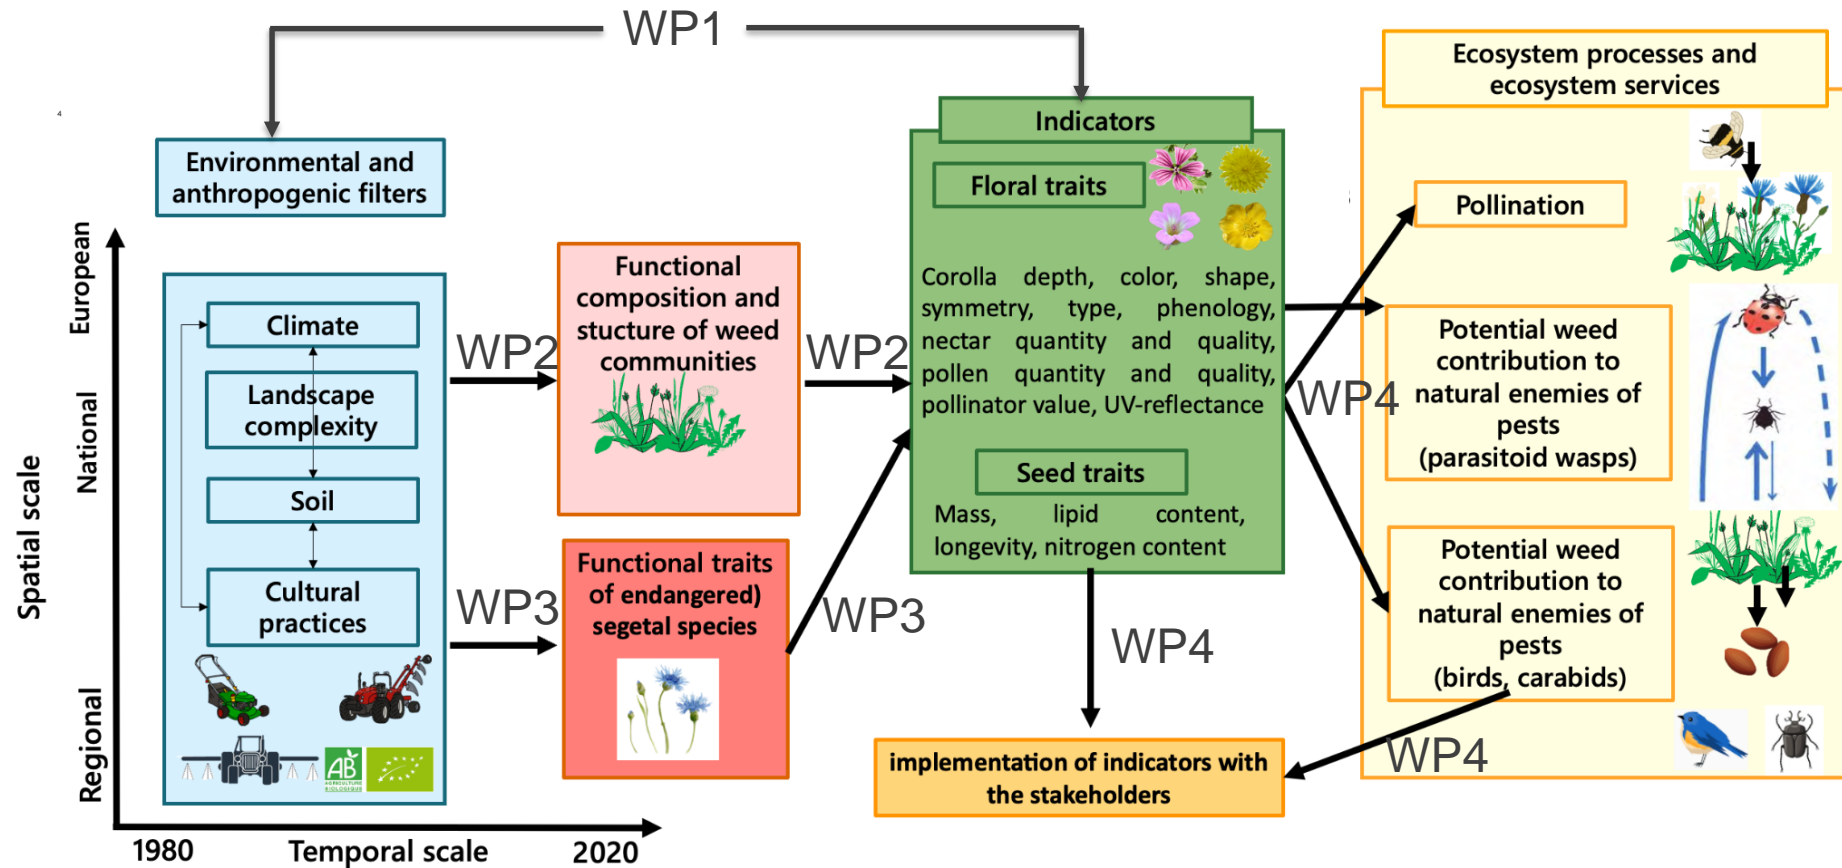 WP1
4
Environmental and
anthropogenic filters
Spatial scale
European
National
Regional
Climate
Landscape
complexity
Soil
Cultural
practices
AB
AGRICULTURE
BIOLOGIQUE
1980
Temporal scale
2020
WP2
WP3
Functional
composition and
stucture of weed
communities
Functional traits
of endangered)
segetal species
WP2
WP3
Indicators
Floral traits
Corolla depth, color, shape,
symmetry, type, phenology,
nectar quantity and quality,
pollen quantity and quality,
pollinator value, UV-reflectance
Seed traits
Mass, lipid content,
longevity, nitrogen content
WP4
implementation of indicators with
the stakeholders
WP4
Ecosystem processes and
ecosystem services
Pollination
Potential weed
contribution to
natural enemies of
pests
(parasitoid wasps)
Potential weed
contribution to
natural enemies of
pests
(birds, carabids)
WP4